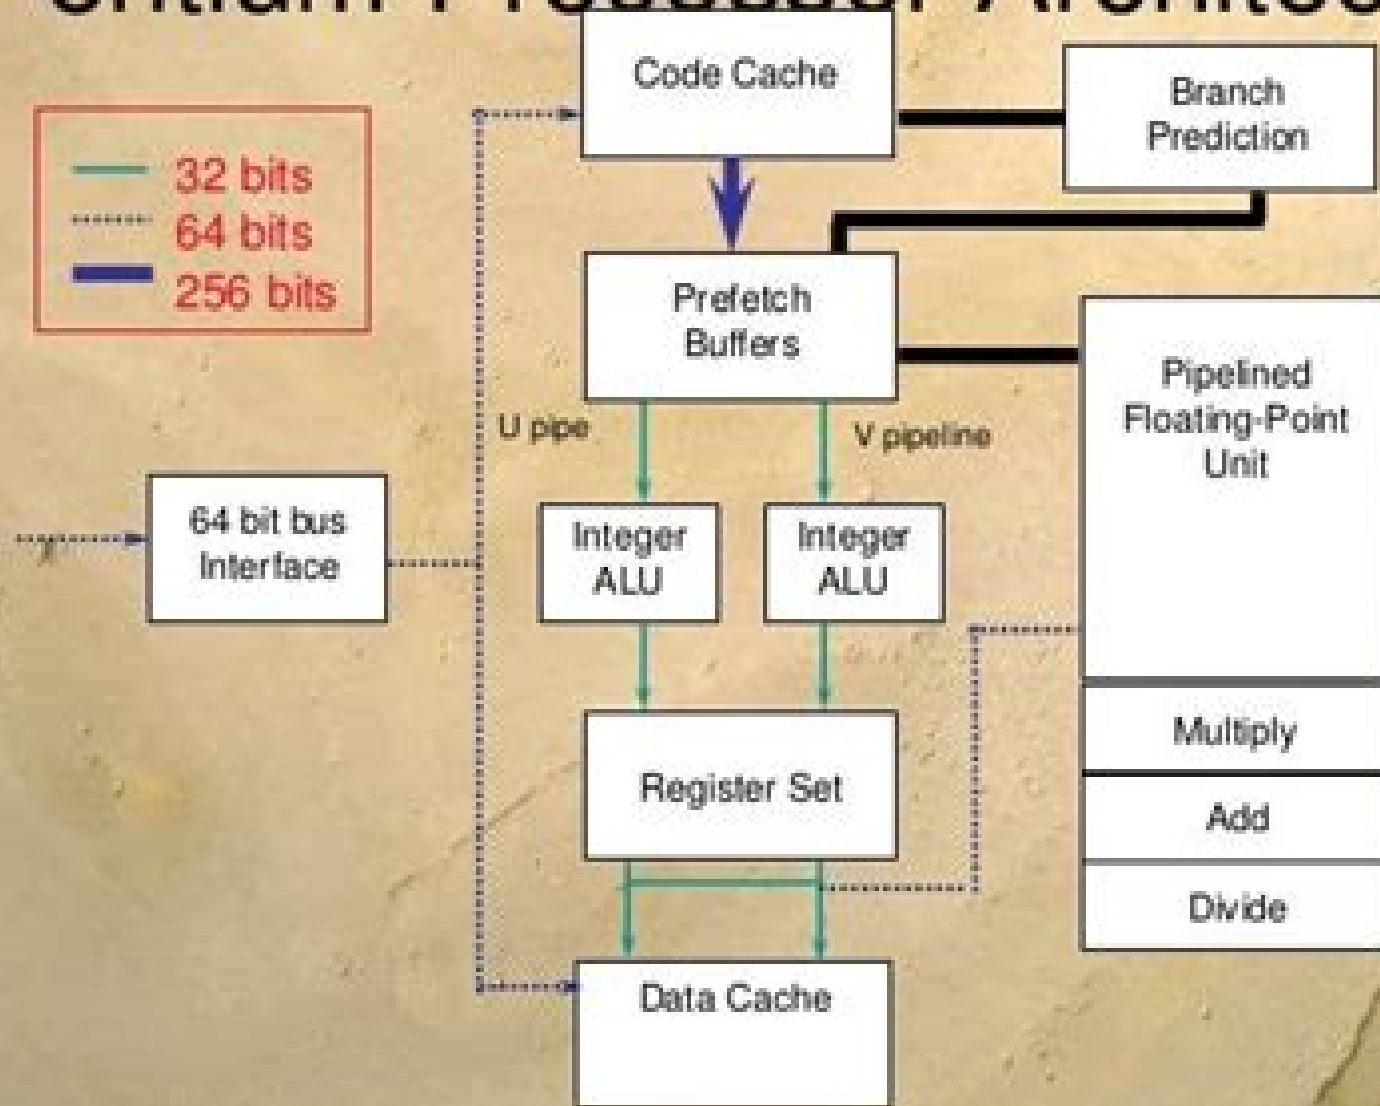 Code Cache
Branch
Prediction
32 bits
64 bits
256 bits
Prefetch
Buffers
Pipelined
Floating-Point
Unit
U pipe
V pipeline
64 bit bus
Interface
Integer
ALU
Integer
ALU
Multiply
Register Set
Add
Divide
Data Cache